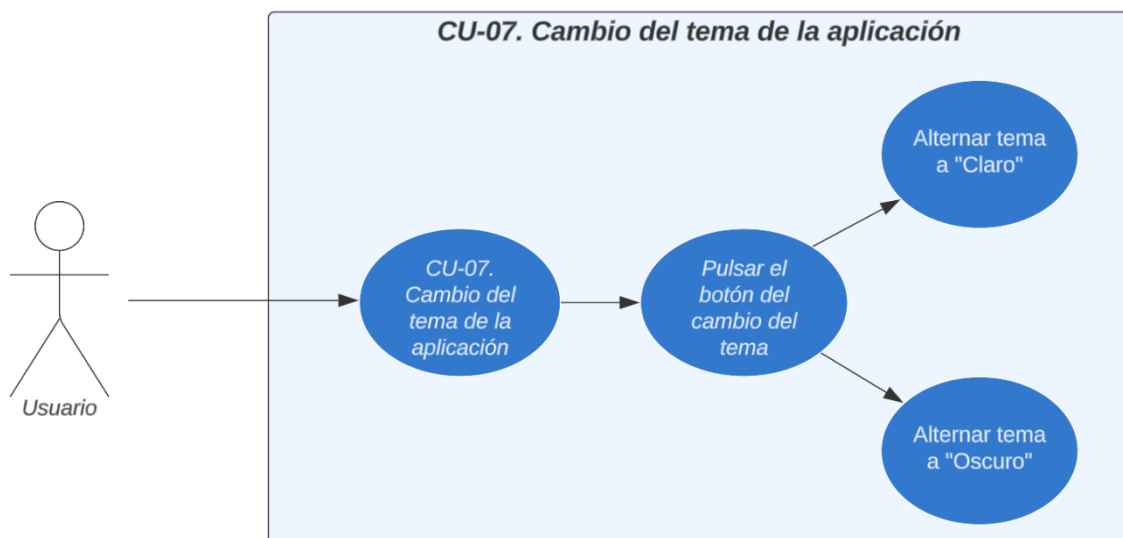 CU-07. Cambio del tema de la aplicación
Alternar tema
a "Claro"
CU-07.
Cambio del
tema de la
aplicación
Pulsar el
botón del
cambio del
tema
Usuario
Alternar tema
a "Oscuro"